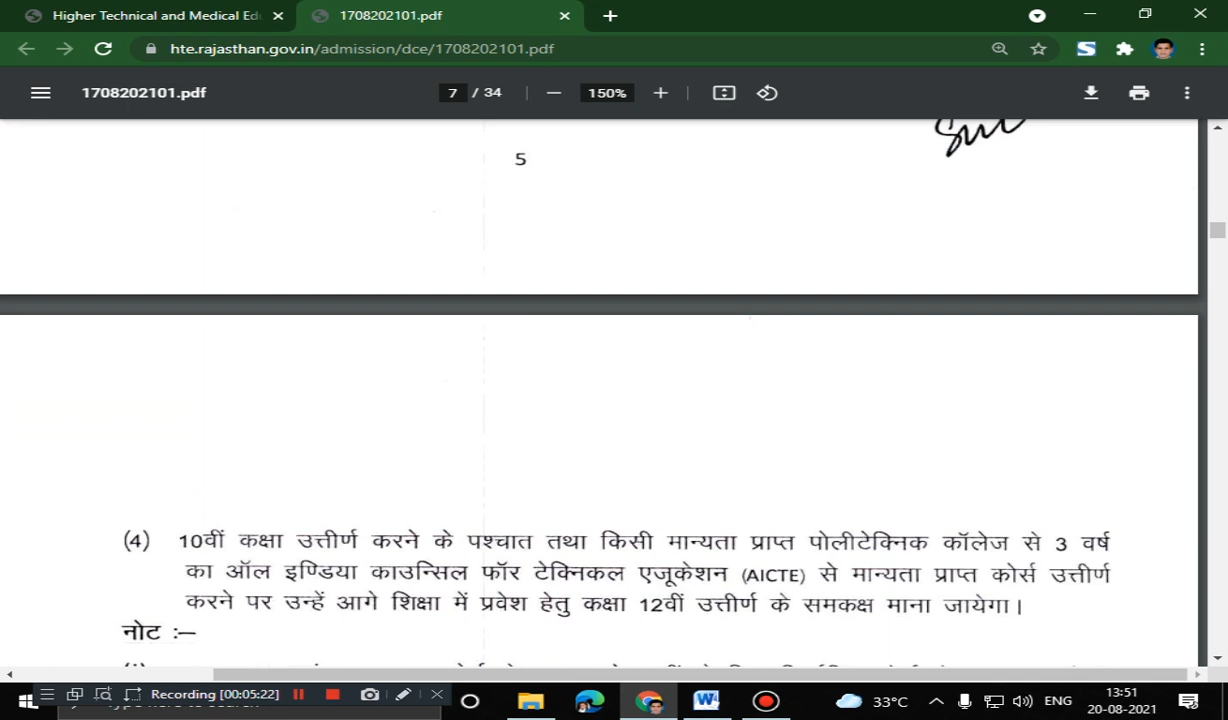 Higher Technical and Medical Edu
1708202101.pdf
hte.rajasthan.gov.in/admission/dce/1708202101.pdf
1708202101.pdf
7 / 34
150%
5
(4) 10वीं कक्षा उत्तीर्ण करने के पश्चात तथा किसी मान्यता प्राप्त पोलीटेक्निक कॉलेज से 3 वर्ष
का ऑल इण्डिया काउन्सिल फॉर टेक्निकल एजूकेशन (AICTE) से मान्यता प्राप्त कोर्स उत्तीर्ण
करने पर उन्हें आगे शिक्षा में प्रवेश हेतु कक्षा 12वीं उत्तीर्ण के समकक्ष माना जायेगा।
नोट :–
Recording [00:05:22]
33°C
ENG
13:51
20-08-2021